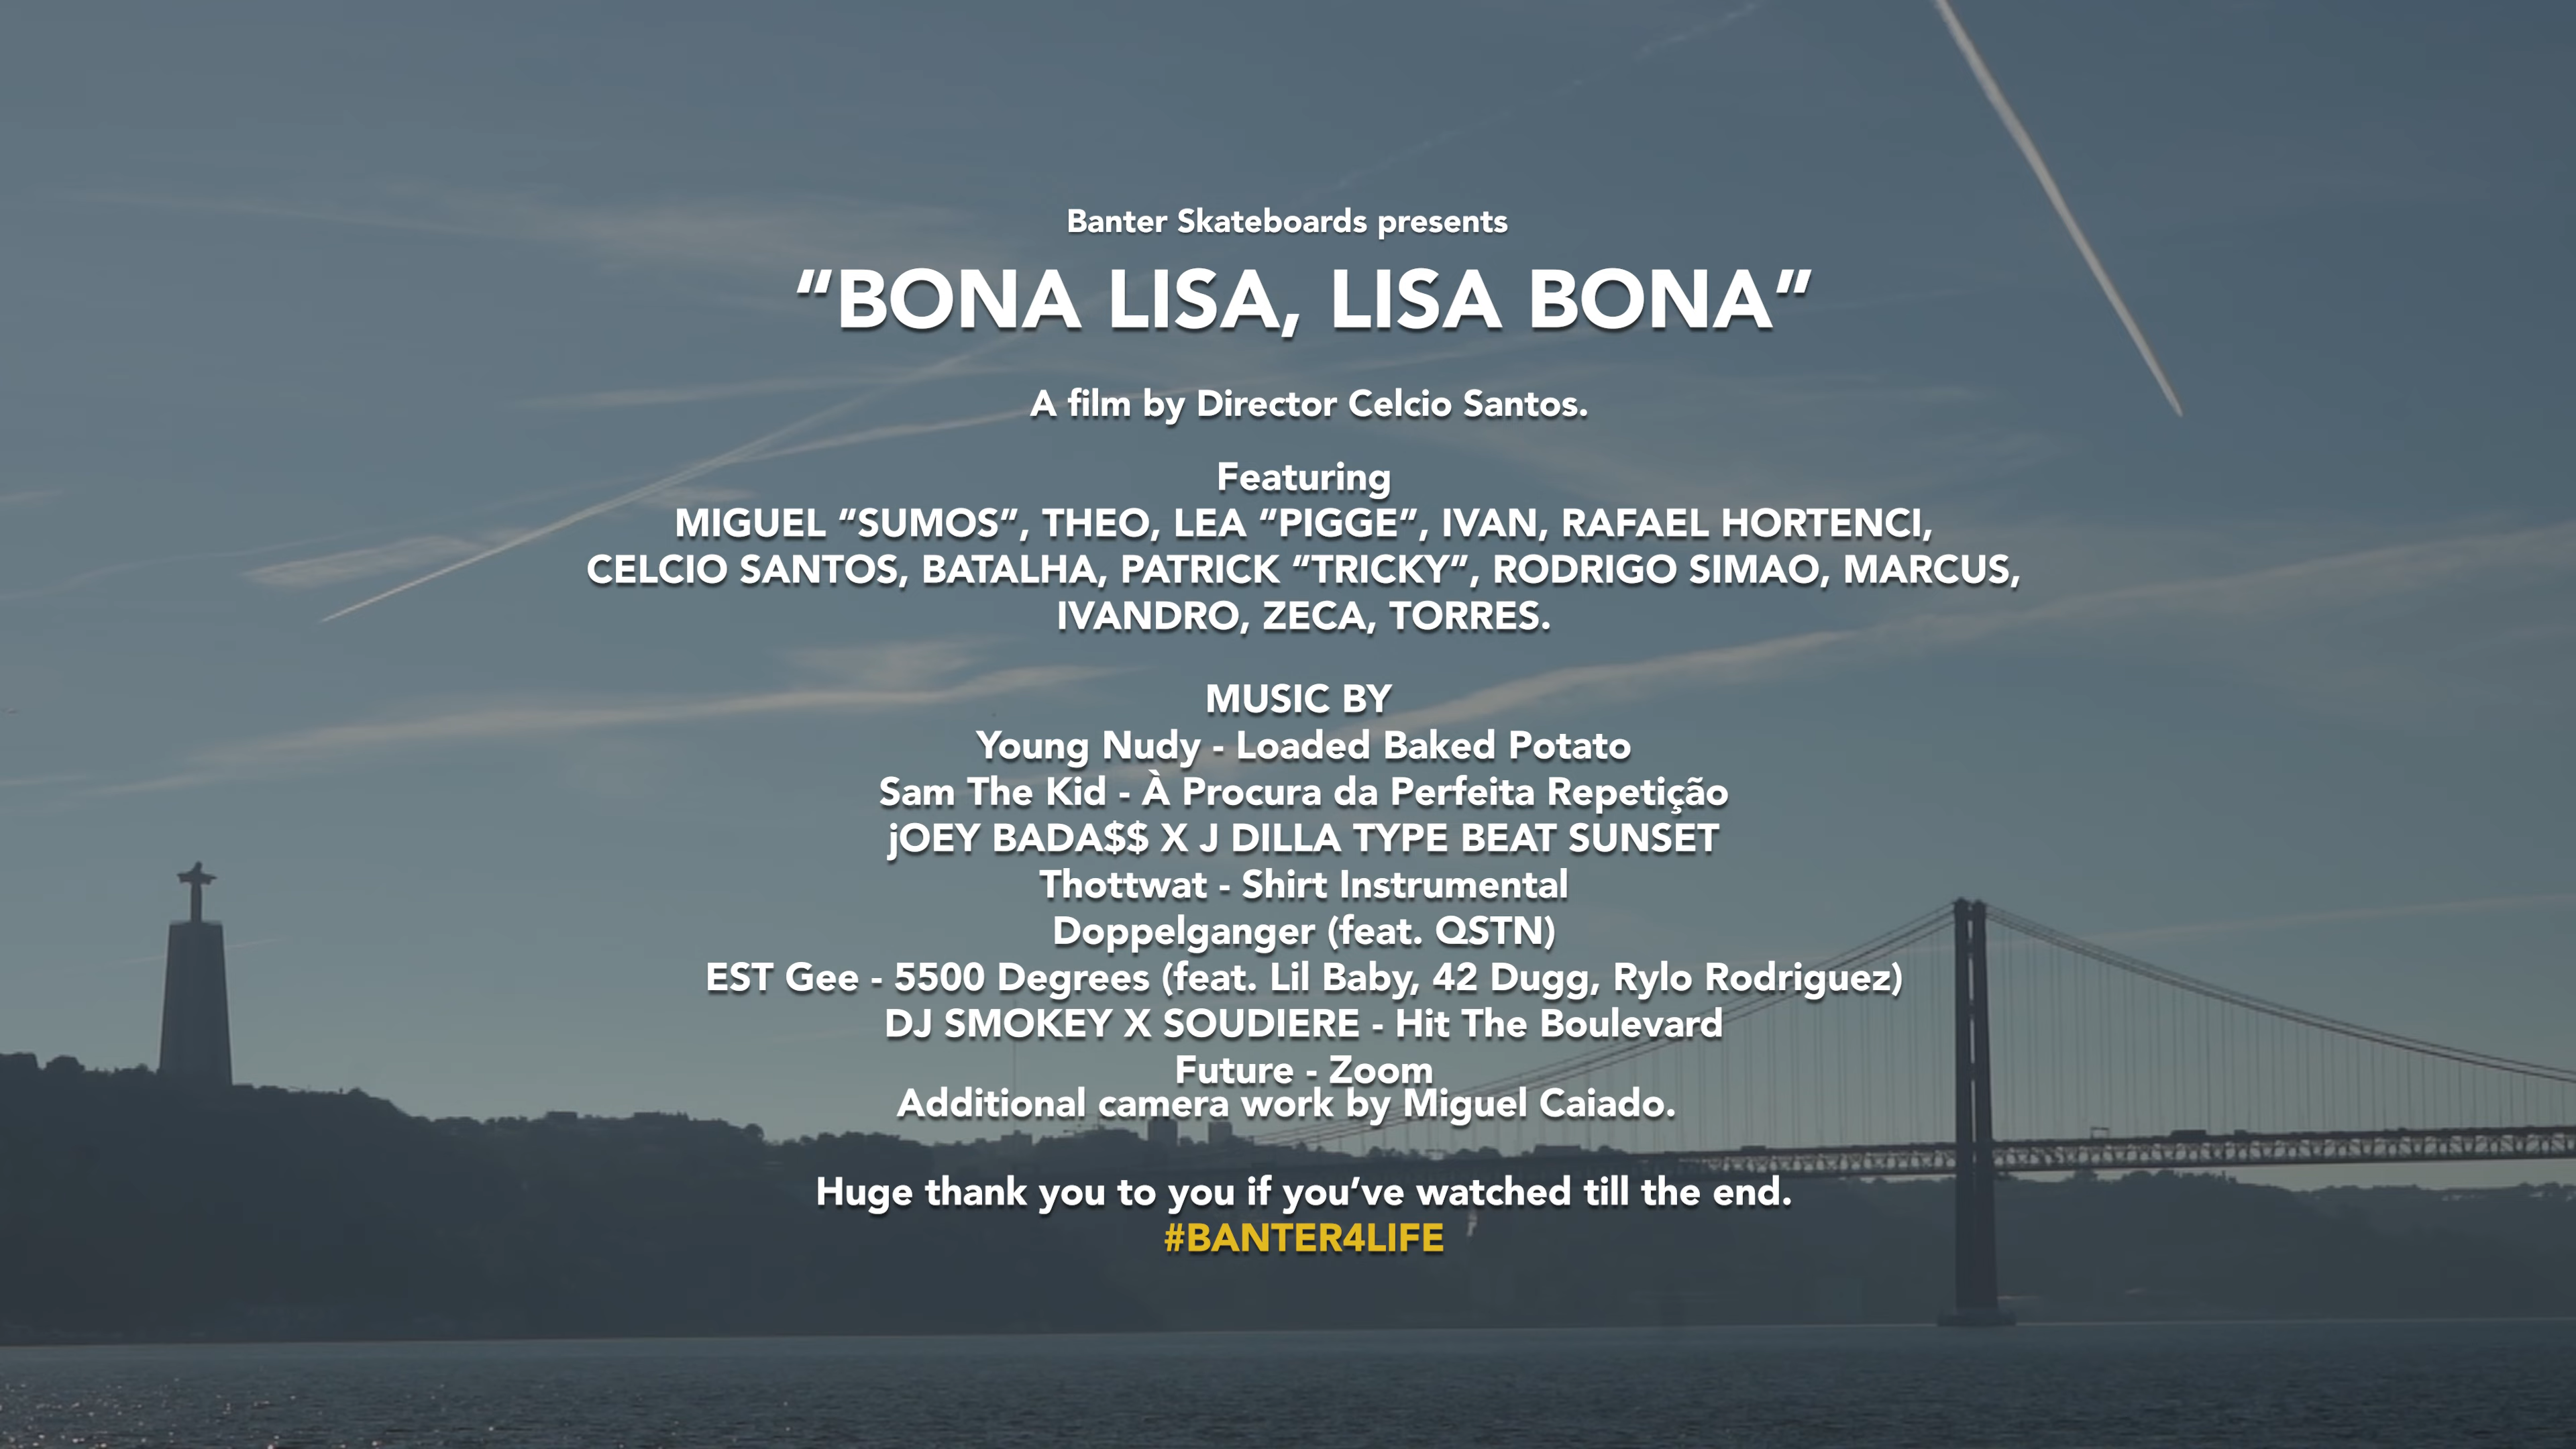 Banter Skateboards presents
“BONA LISA, LISA BONA”
A film by Director Celcio Santos.
Featuring
MIGUEL “SUMOS”, THEO, LEA “PIGGE”, IVAN, RAFAEL HORTENCI,
CELCIO SANTOS, BATALHA, PATRICK “TRICKY”, RODRIGO SIMAO, MARCUS,
IVANDRO, ZECA, TORRES.
MUSIC BY
Young Nudy - Loaded Baked Potato
Sam The Kid - À Procura da Perfeita Repetição
jOEY BADA$$ X J DILLA TYPE BEAT SUNSET
Thottwat - Shirt Instrumental
Doppelganger (feat. QSTN)
EST Gee - 5500 Degrees (feat. Lil Baby, 42 Dugg, Rylo Rodriguez)
DJ SMOKEY X SOUDIERE - Hit The Boulevard
Future - Zoom
Additional camera work by Miguel Caiado.
Huge thank you to you if you’ve watched till the end.
#BANTER4LIFE